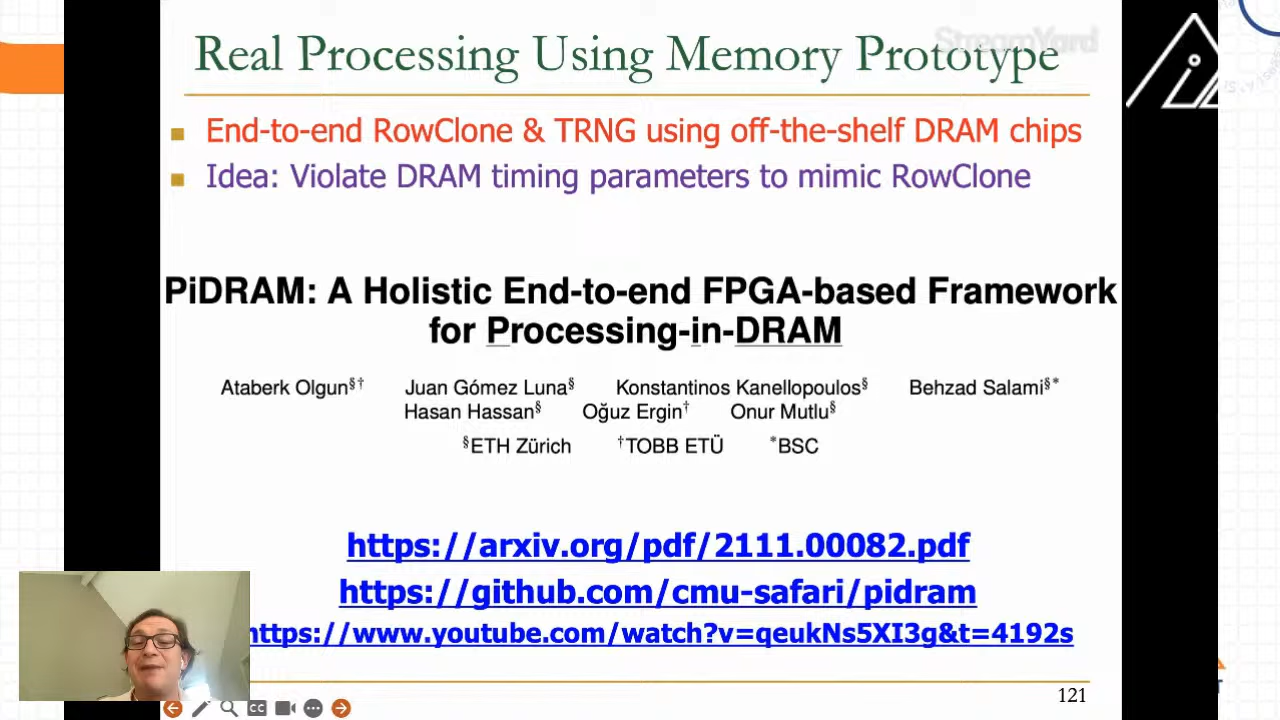 Real Processing Using Memory Prototype
StreamYard
End-to-end RowClone & TRNG using off-the-shelf DRAM chips
Idea: Violate DRAM timing parameters to mimic RowClone
PiDRAM: A Holistic End-to-end FPGA-based Framework
for Processing-in-DRAM
Ataberk Olgun§† Juan Gómez Luna§ Konstantinos Kanellopoulos§ Behzad Salami§*
Hasan Hassan§ Oğuz Ergin† Onur Mutlu§
§ETH Zürich †TOBB ETÜ *BSC
https://arxiv.org/pdf/2111.00082.pdf
https://github.com/cmu-safari/pidram
https://www.youtube.com/watch?v=qeukNs5XI3g&t=4192s
CC
121